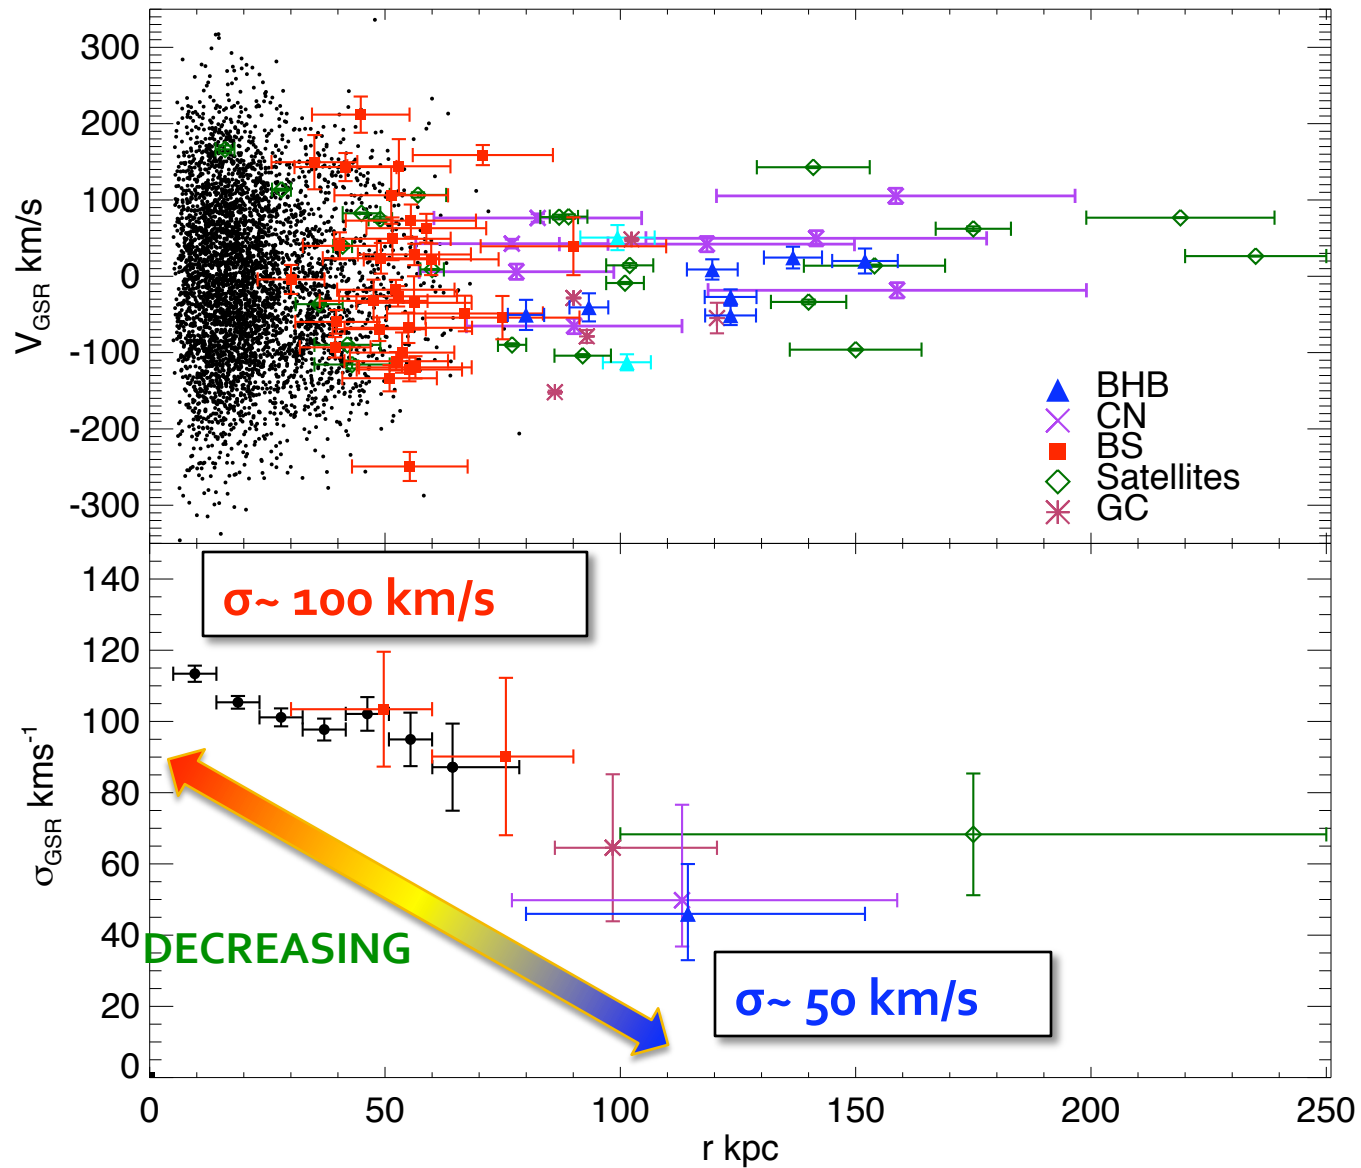 300
200
100
0
-100
-200
-300
V_GSR km/s
BHB
CN
BS
Satellites
GC
σ~ 100 km/s
140
120
100
80
60
40
20
0
σ_GSR kms⁻¹
DECREASING
σ~ 50 km/s
0 50 100 150 200 250
r kpc